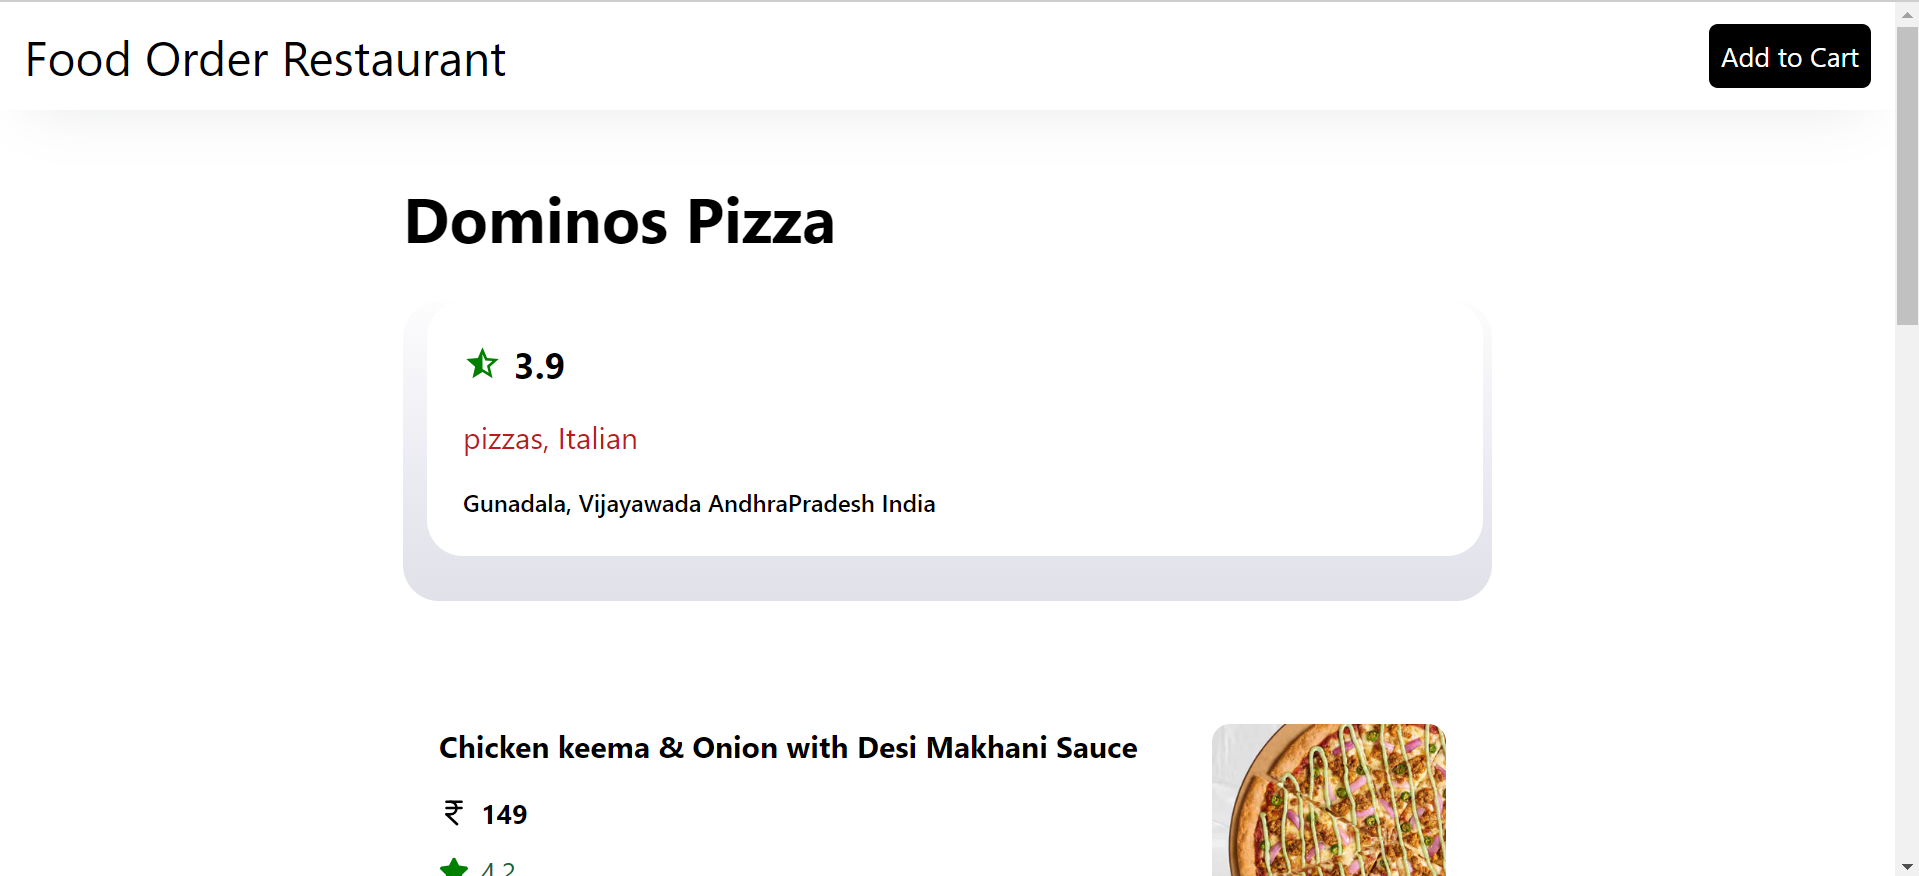 Food Order Restaurant
Add to Cart
Dominos Pizza
3.9
pizzas, Italian
Gunadala, Vijayawada AndhraPradesh India
Chicken keema & Onion with Desi Makhani Sauce
₹ 149
4.2